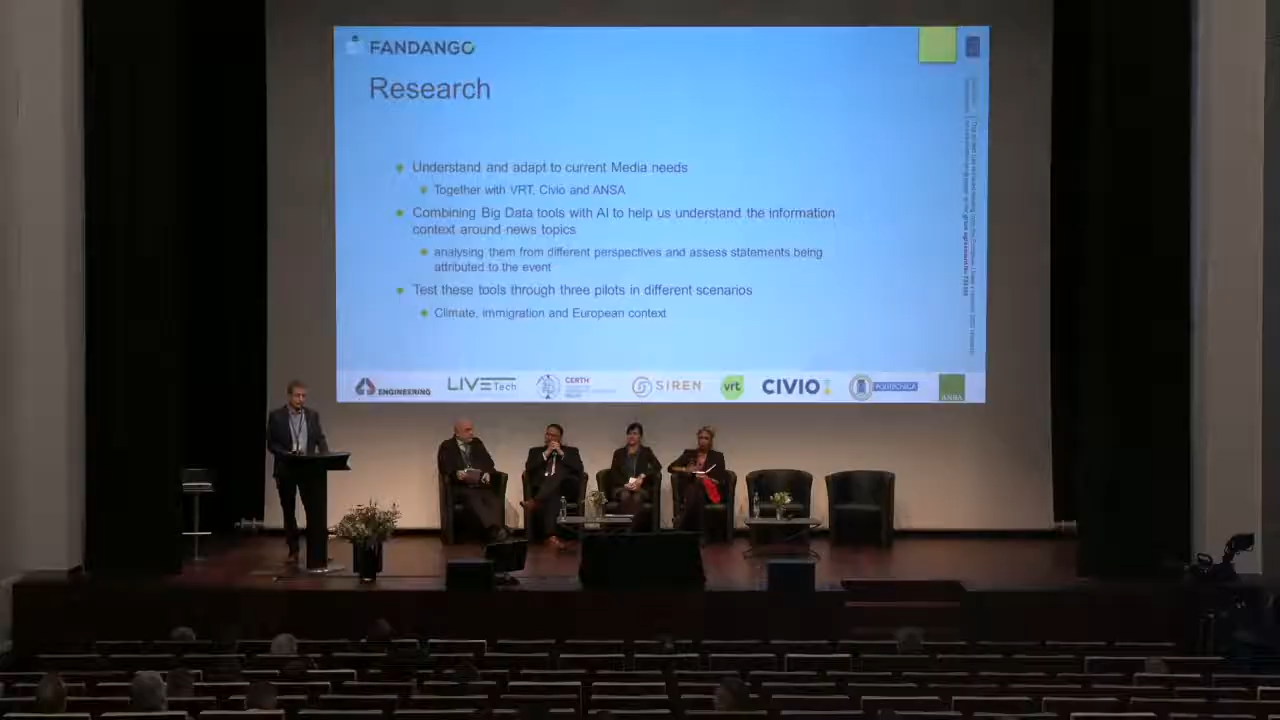 FANDANGO
Research
Understand and adapt to current Media needs
Together with VRT, Civio and ANSA
Combining Big Data tools with AI to help us understand the information
context around news topics
analysing them from different perspectives and assess statements being
attributed to the event
Test these tools through three pilots in different scenarios
Climate, immigration and European context
ENGINEERING
LIVE Tech
CERTH
SIREN
vrt
CIVIO
POLITÉCNICA
ANSA